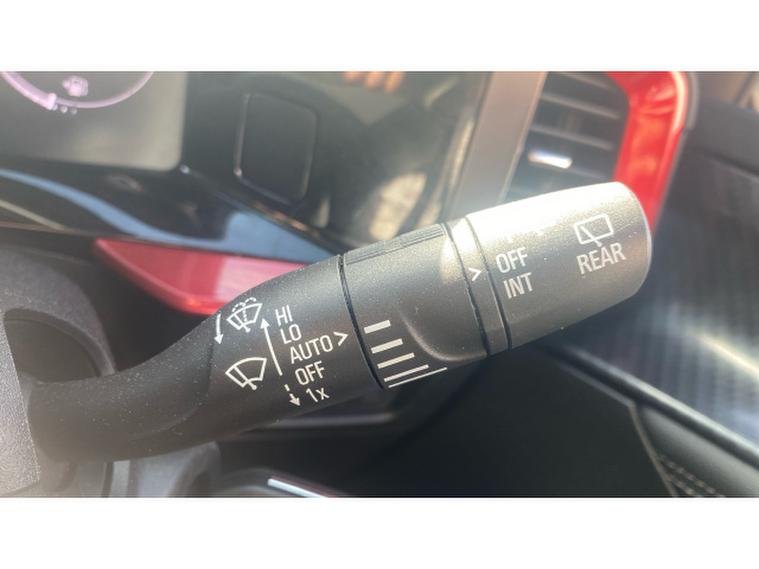 HI
LO
AUTO >
OFF
1x
> OFF
INT
REAR